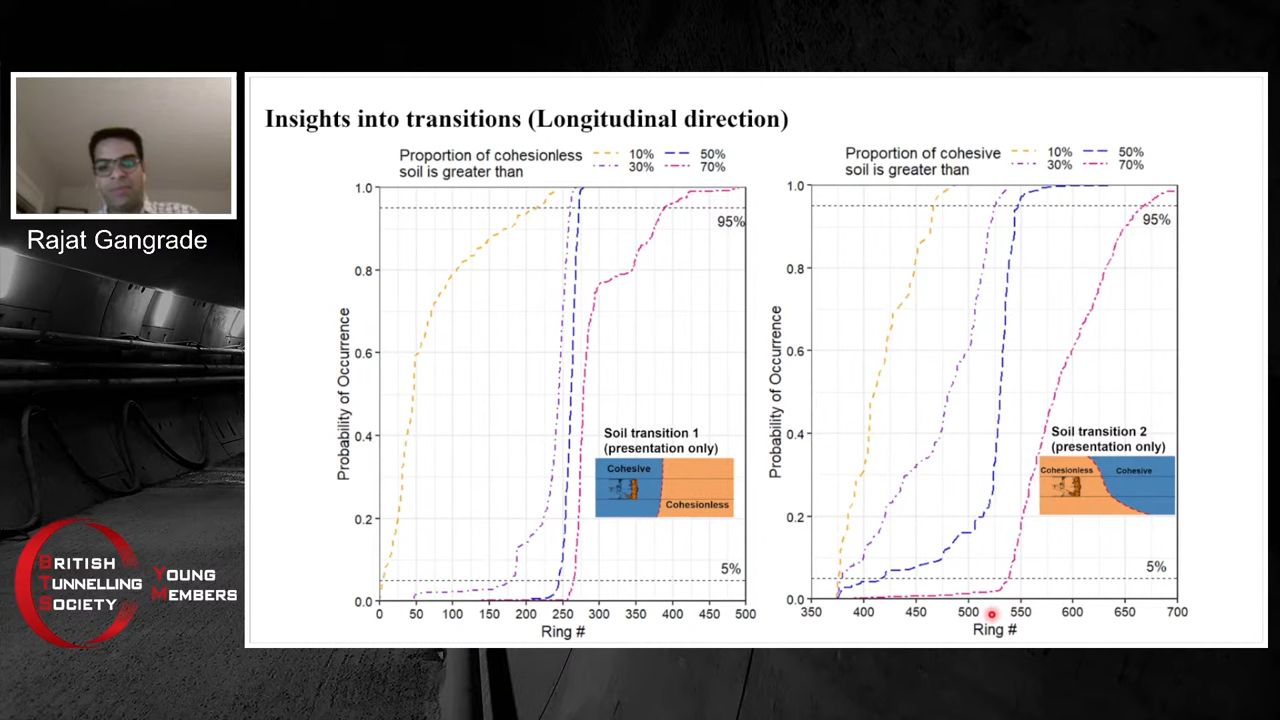 Insights into transitions (Longitudinal direction)
Proportion of cohesionless
soil is greater than
10%
50%
30%
70%
1.0
0.8
0.6
0.4
0.2
0.0
Probability of Occurrence
95%
5%
Soil transition 1
(presentation only)
Cohesive
Cohesionless
0 50 100 150 200 250 300 350 400 450 500
Ring #
Proportion of cohesive
soil is greater than
10%
50%
30%
70%
1.0
0.8
0.6
0.4
0.2
0.0
Probability of Occurrence
95%
5%
Soil transition 2
(presentation only)
Cohesionless
Cohesive
350 400 450 500 550 600 650 700
Ring #
Rajat Gangrade
BRITISH
TUNNELLING
SOCIETY
YOUNG
MEMBERS